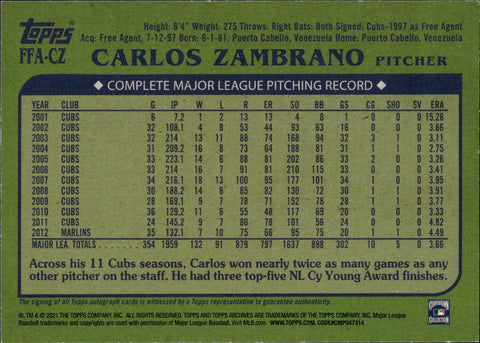 Topps
FFA-CZ
Height: 6'4" Weight: 275 Throws: Right Bats: Both Signed: Cubs-1997 as Free Agent
Acq: Free Agent, 7-12-97 Born: 6-1-81, Puerto Cabello, Venezuela Home: Puerto Cabello, Venezuela
CARLOS ZAMBRANO PITCHER
COMPLETE MAJOR LEAGUE PITCHING RECORD
YEAR CLUB G IP W L R ER SO BB GS CG SHO SV ERA
2001 CUBS 6 7.2 1 2 13 13 4 8 1 0 0 0 15.26
2002 CUBS 32 108.1 4 8 53 44 93 63 16 0 0 0 3.66
2003 CUBS 32 214 13 11 88 74 168 94 32 3 1 0 3.11
2004 CUBS 31 209.2 16 8 73 64 188 81 31 1 1 0 2.75
2005 CUBS 33 223.1 14 6 88 81 202 86 33 2 0 0 3.26
2006 CUBS 33 214 16 7 91 81 210 115 33 0 0 0 3.41
2007 CUBS 34 216.1 18 13 100 95 177 101 34 1 0 0 3.95
2008 CUBS 30 188.2 14 6 85 82 130 72 30 1 1 0 3.91
2009 CUBS 28 169.1 9 7 78 71 152 78 28 1 1 0 3.77
2010 CUBS 36 129.2 11 6 55 48 117 69 20 0 0 0 3.33
2011 CUBS 24 145.2 9 7 80 78 101 56 24 0 0 0 4.82
2012 MARLINS 35 132.1 7 10 75 66 95 75 20 1 1 0 4.49
MAJOR LEA. TOTALS 354 1959 132 91 879 797 1637 898 302 10 5 0 3.66
Across his 11 Cubs seasons, Carlos won nearly twice as many games as any
other pitcher on the staff. He had three top-five NL Cy Young Award finishes.
The signing of all Topps autograph cards is witnessed by a Topps representative to guarantee authenticity.
®,TM & © 2021 THE TOPPS COMPANY, INC. All rights reserved. TOPPS AND TOPPS ARCHIVES ARE TRADEMARKS OF THE TOPPS COMPANY, INC. Major League
Baseball trademarks and copyrights are used with permission of Major League Baseball. Visit MLB.com. WWW.TOPPS.COM. CODE#CMP047314